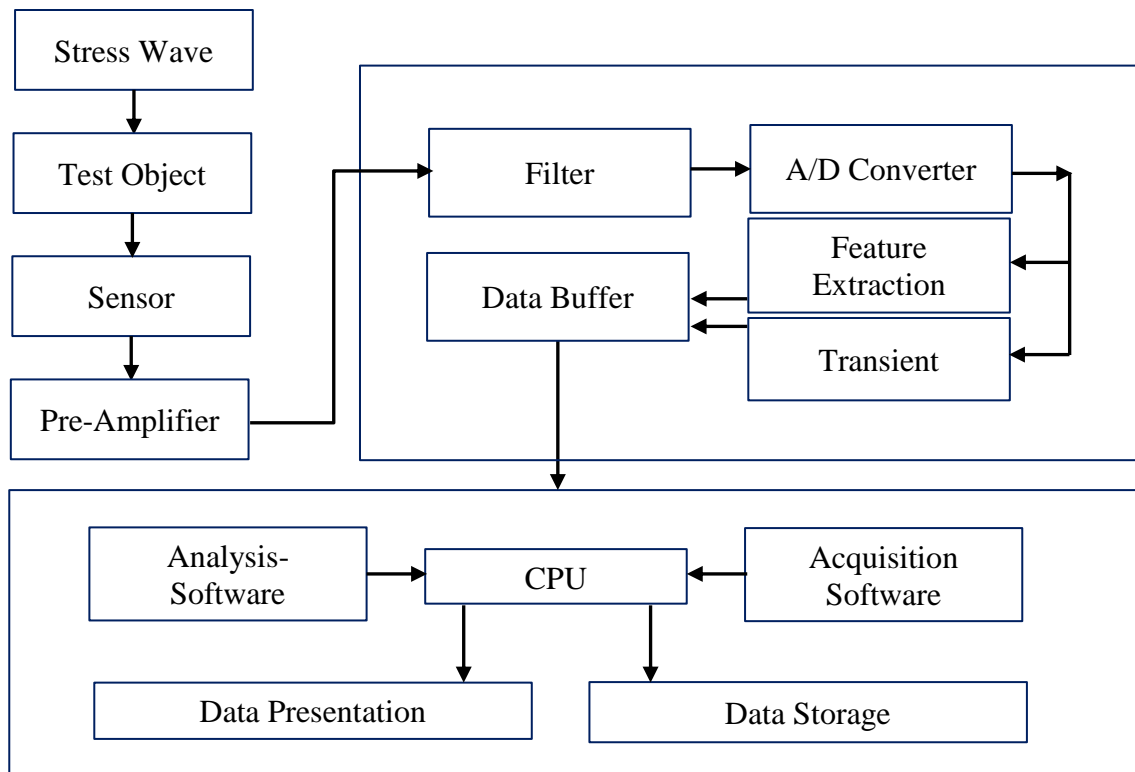 Stress Wave
Test Object
Sensor
Pre-Amplifier
Filter
A/D Converter
Feature
Extraction
Transient
Data Buffer
Analysis-
Software
CPU
Acquisition
Software
Data Presentation
Data Storage